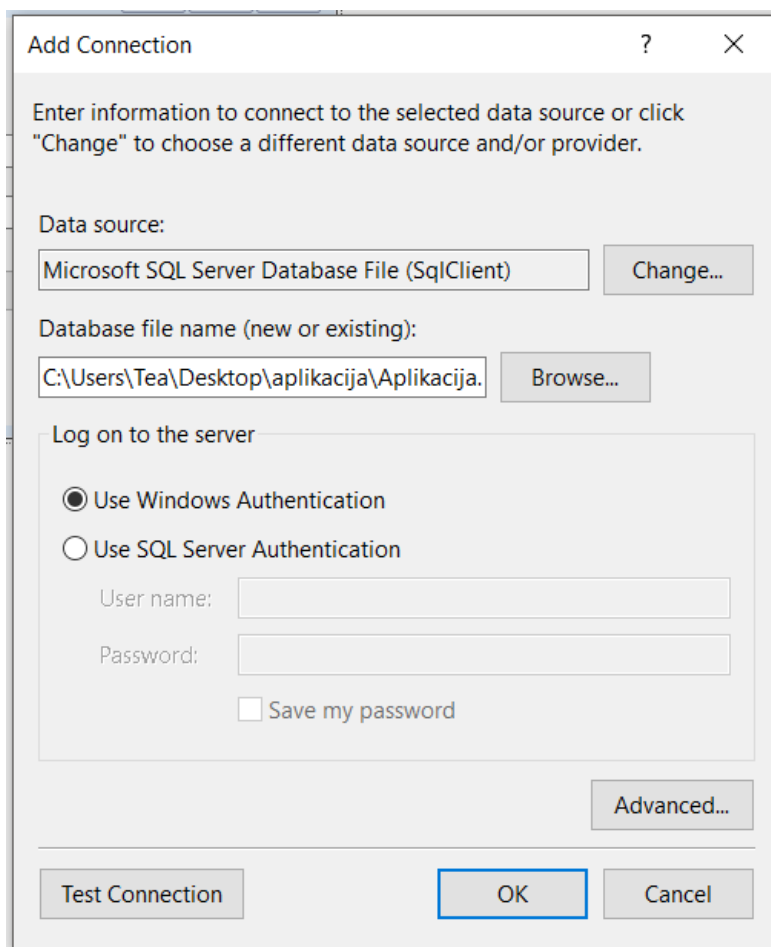 Add Connection
?
Enter information to connect to the selected data source or click
"Change" to choose a different data source and/or provider.
Data source:
Microsoft SQL Server Database File (SqlClient)
Change...
Database file name (new or existing):
C:\Users\Tea\Desktop\aplikacija\Aplikacija.
Browse...
Log on to the server
Use Windows Authentication
Use SQL Server Authentication
User name:
Password:
Save my password
Advanced...
Test Connection
OK
Cancel